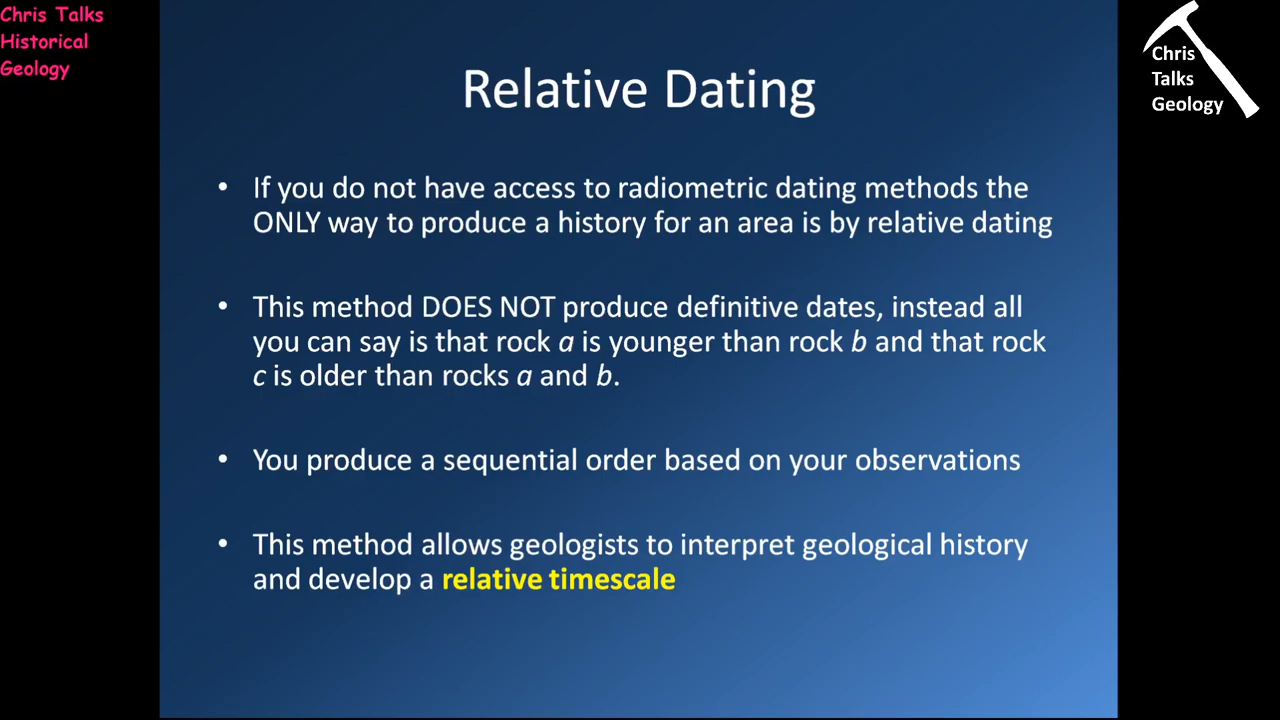 Chris Talks
Historical
Geology
Chris
Talks
Geology
Relative Dating
• If you do not have access to radiometric dating methods the
ONLY way to produce a history for an area is by relative dating
• This method DOES NOT produce definitive dates, instead all
you can say is that rock a is younger than rock b and that rock
c is older than rocks a and b.
• You produce a sequential order based on your observations
• This method allows geologists to interpret geological history
and develop a relative timescale